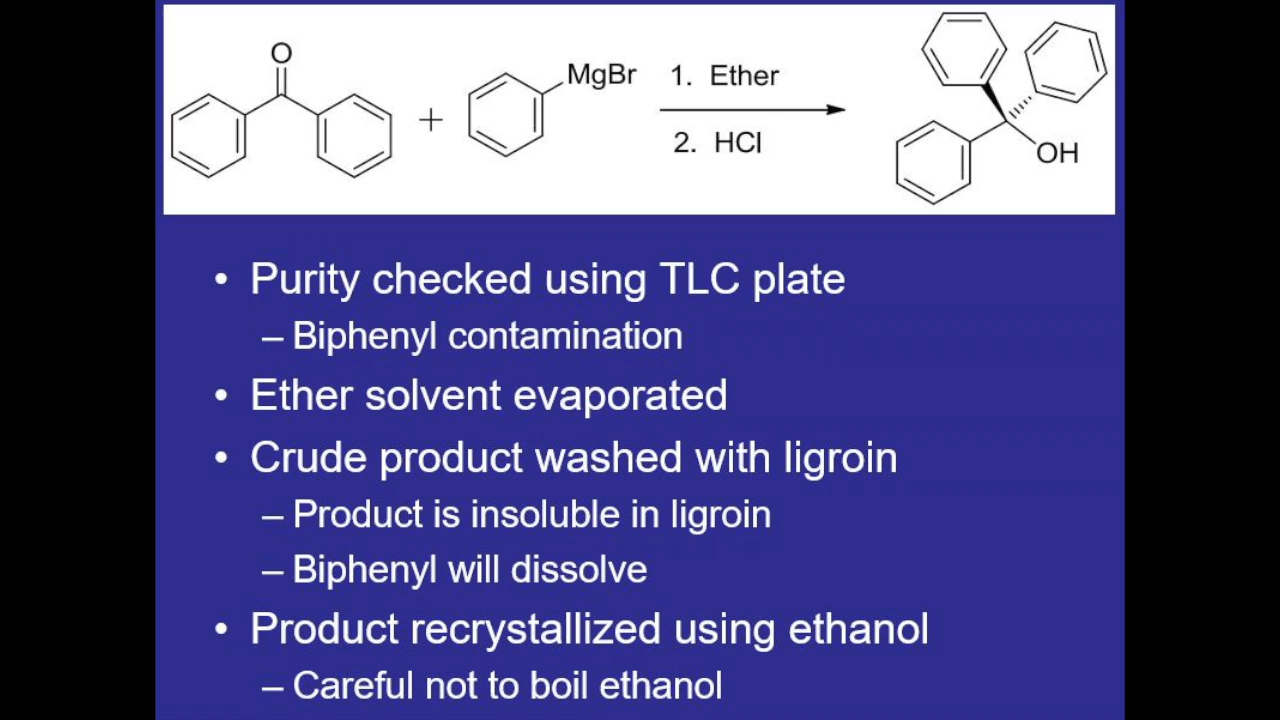 O
MgBr
+
1. Ether
2. HCl
OH
• Purity checked using TLC plate
– Biphenyl contamination
• Ether solvent evaporated
• Crude product washed with ligroin
– Product is insoluble in ligroin
– Biphenyl will dissolve
• Product recrystallized using ethanol
– Careful not to boil ethanol